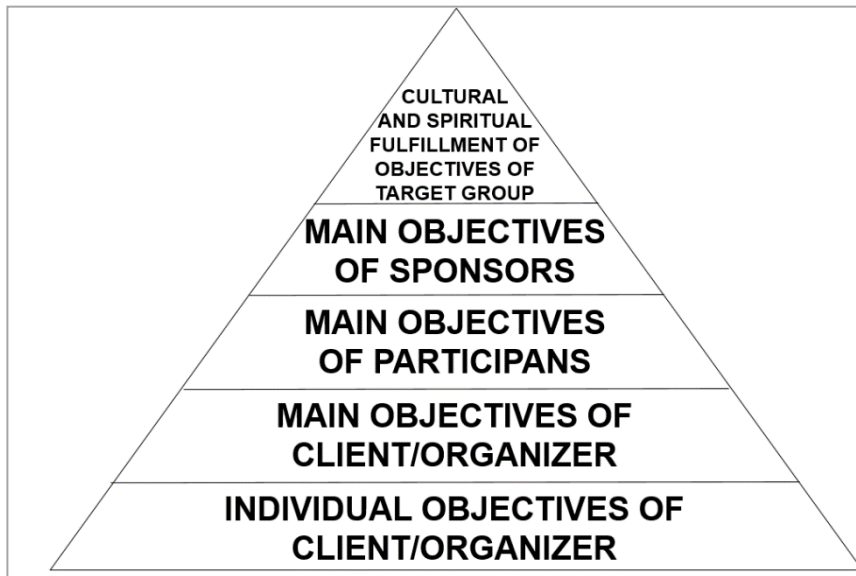 CULTURAL
AND SPIRITUAL
FULFILLMENT OF
OBJECTIVES OF
TARGET GROUP
MAIN OBJECTIVES
OF SPONSORS
MAIN OBJECTIVES
OF PARTICIPANS
MAIN OBJECTIVES OF
CLIENT/ORGANIZER
INDIVIDUAL OBJECTIVES OF
CLIENT/ORGANIZER